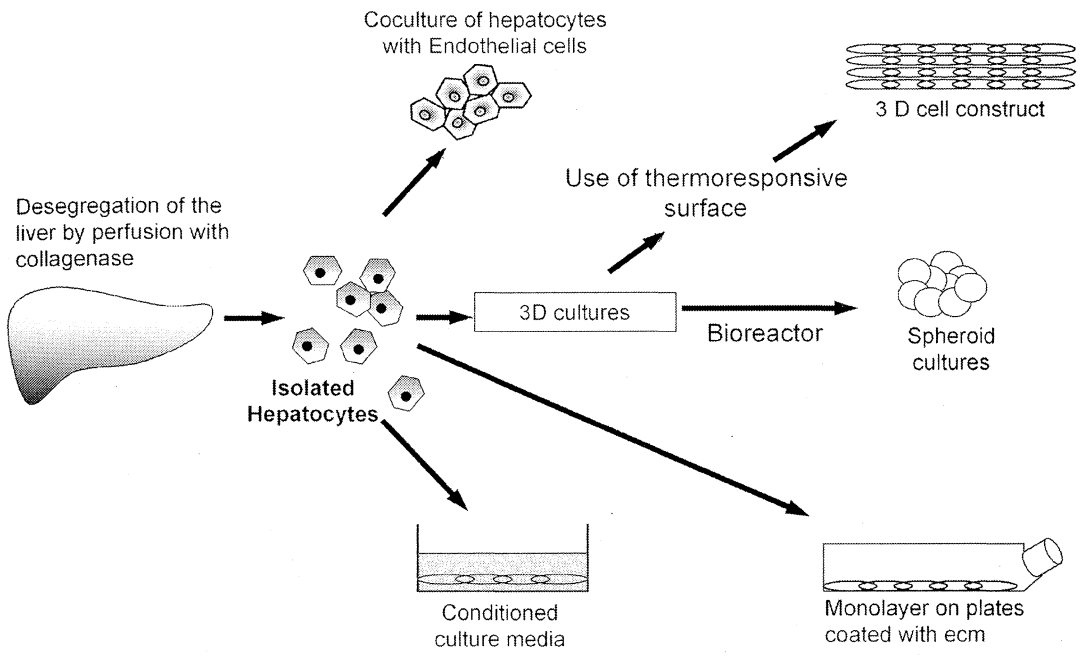 Coculture of hepatocytes
with Endothelial cells
3 D cell construct
Use of thermoresponsive
surface
Desegregation of the
liver by perfusion with
collagenase
3D cultures
Bioreactor
Spheroid
cultures
Isolated
Hepatocytes
Conditioned
culture media
Monolayer on plates
coated with ecm